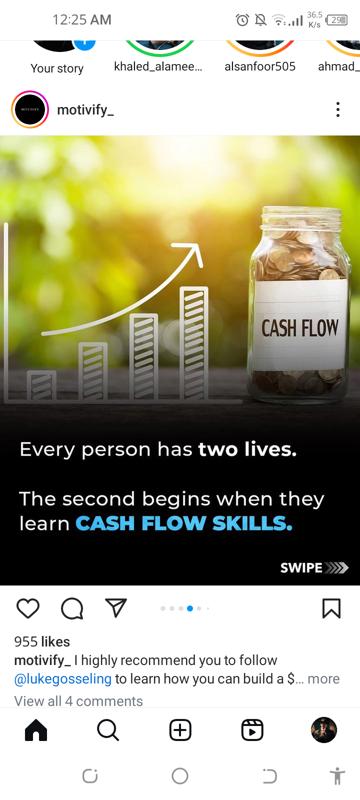 12:25 AM
36.5
K/s
29
Your story
khaled_alamee...
alsanfoor505
ahmad_
motivify_
CASH FLOW
Every person has two lives.
The second begins when they
learn CASH FLOW SKILLS.
SWIPE
955 likes
motivify_ I highly recommend you to follow
@lukegosseling to learn how you can build a $... more
View all 4 comments